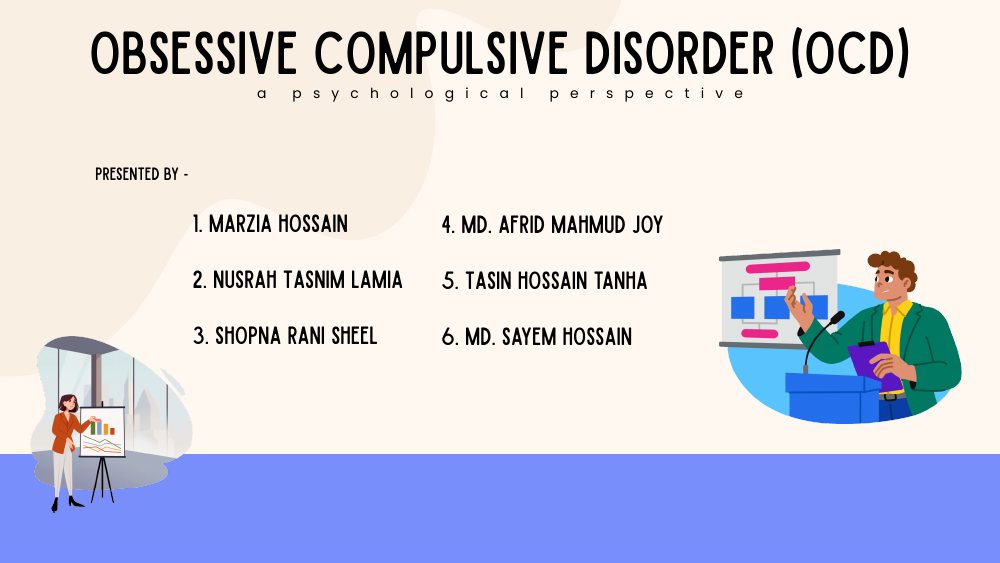 OBSESSIVE COMPULSIVE DISORDER (OCD)
a psychological perspective
PRESENTED BY -
1. MARZIA HOSSAIN
2. NUSRAH TASNIM LAMIA
3. SHOPNA RANI SHEEL
4. MD. AFRID MAHMUD JOY
5. TASIN HOSSAIN TANHA
6. MD. SAYEM HOSSAIN